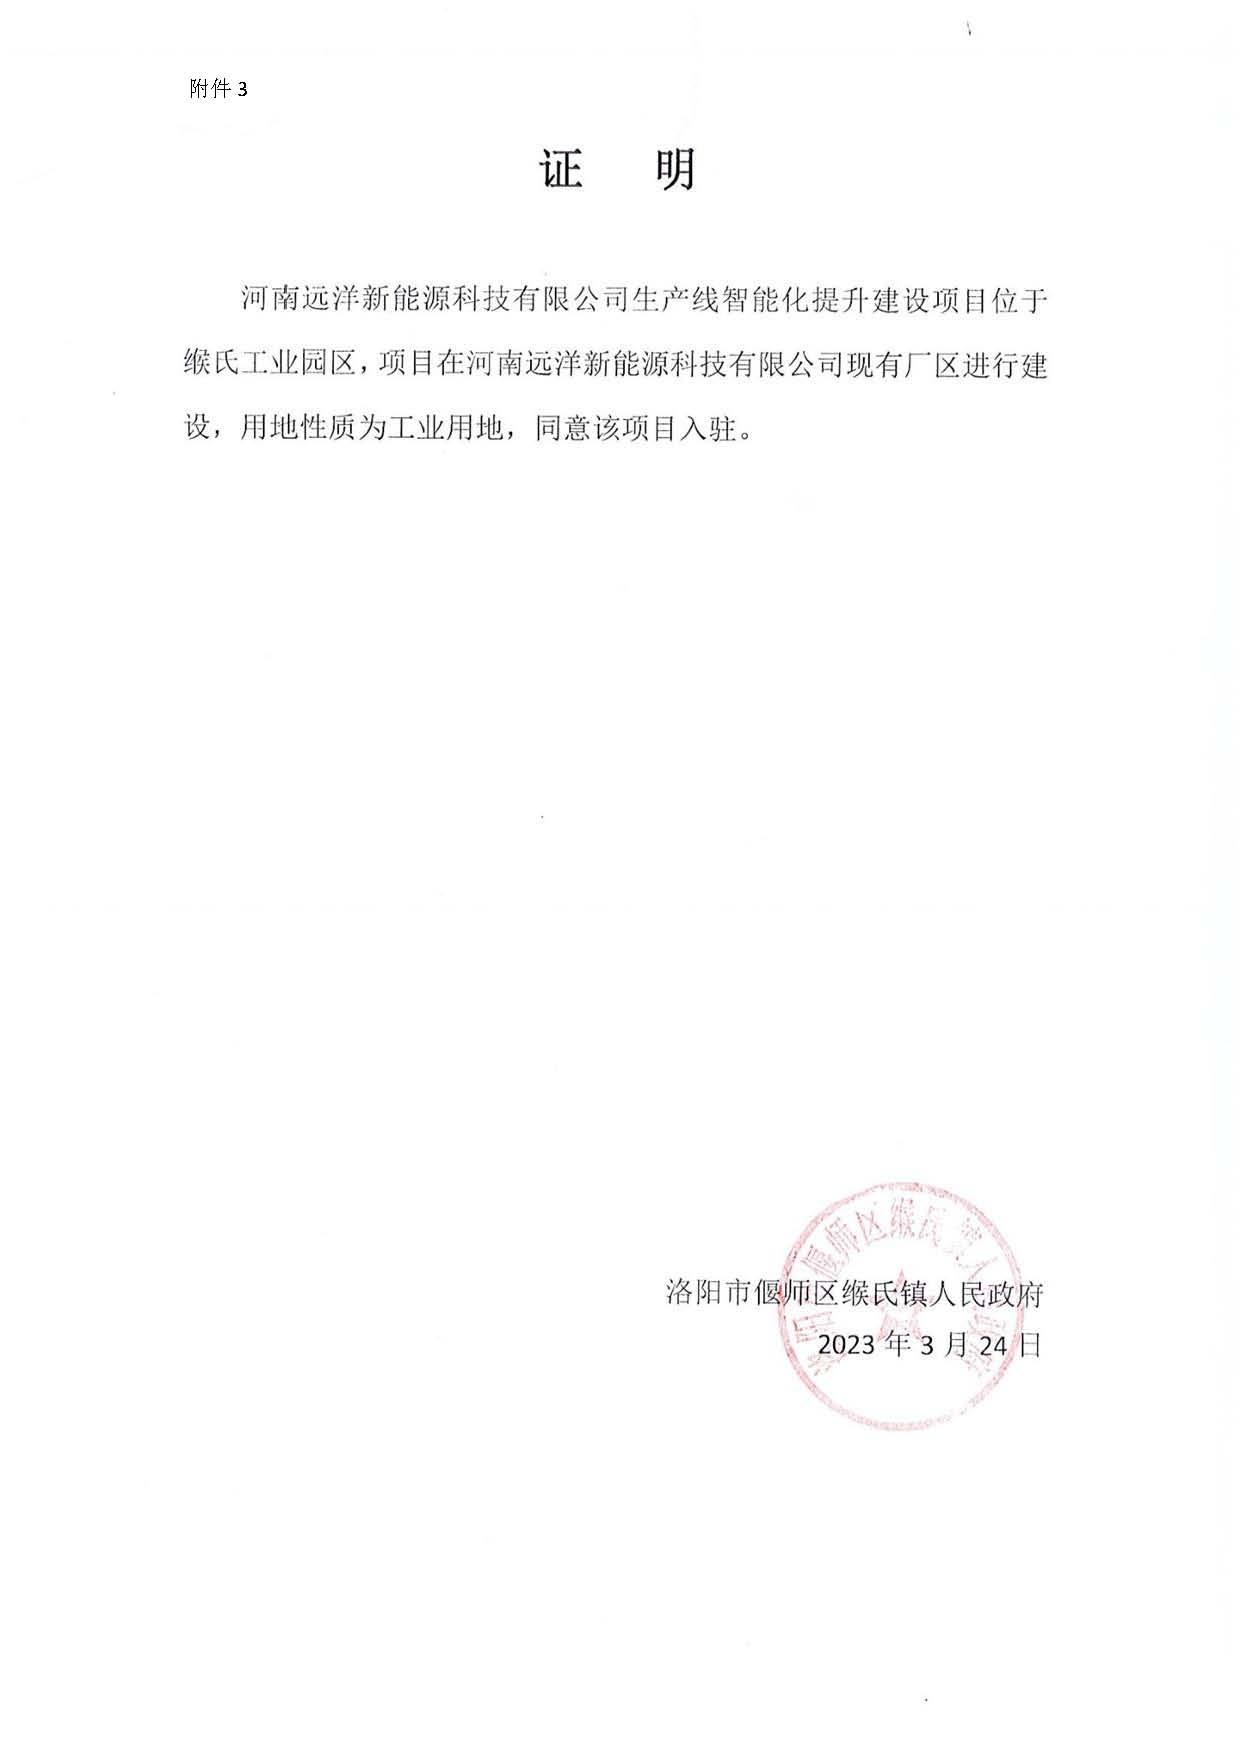 附件 3
证 明
河南远洋新能源科技有限公司生产线智能化提升建设项目位于
缑氏工业园区，项目在河南远洋新能源科技有限公司现有厂区进行建
设，用地性质为工业用地，同意该项目入驻。
洛阳市偃师区缑氏镇人民政府
2023 年 3 月 24 日